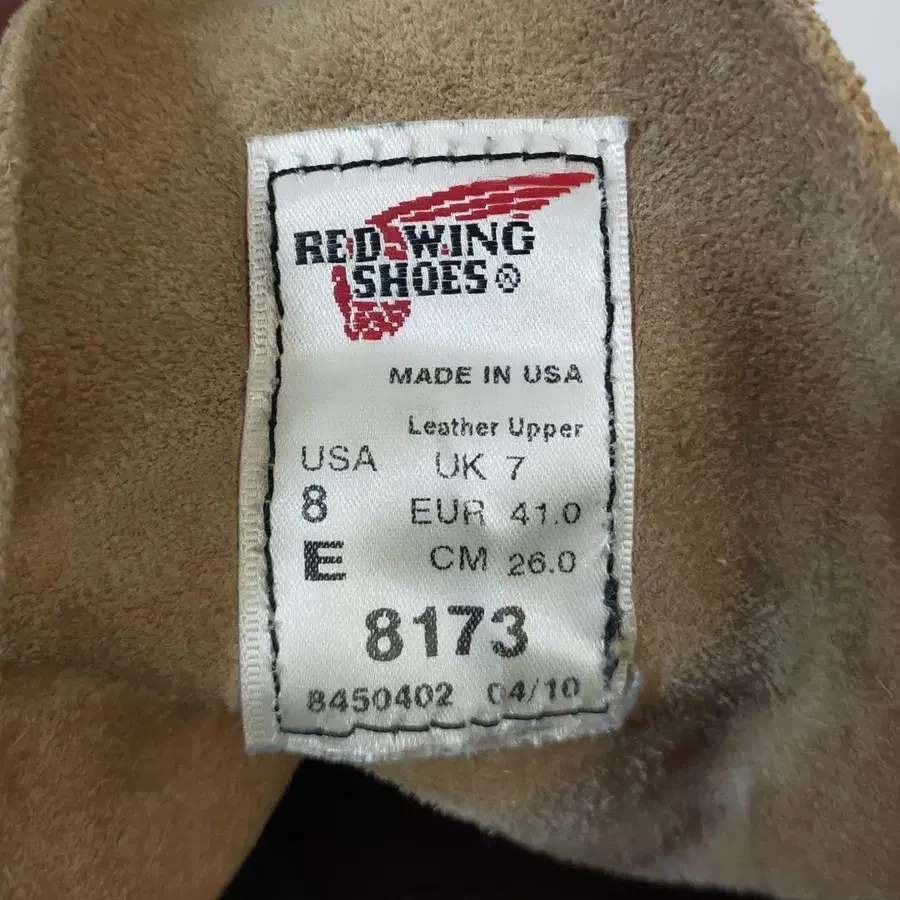 RED WING
SHOES®
MADE IN USA
Leather Upper
USA UK 7
8 EUR 41.0
E CM 26.0
8173
8450402 04/10